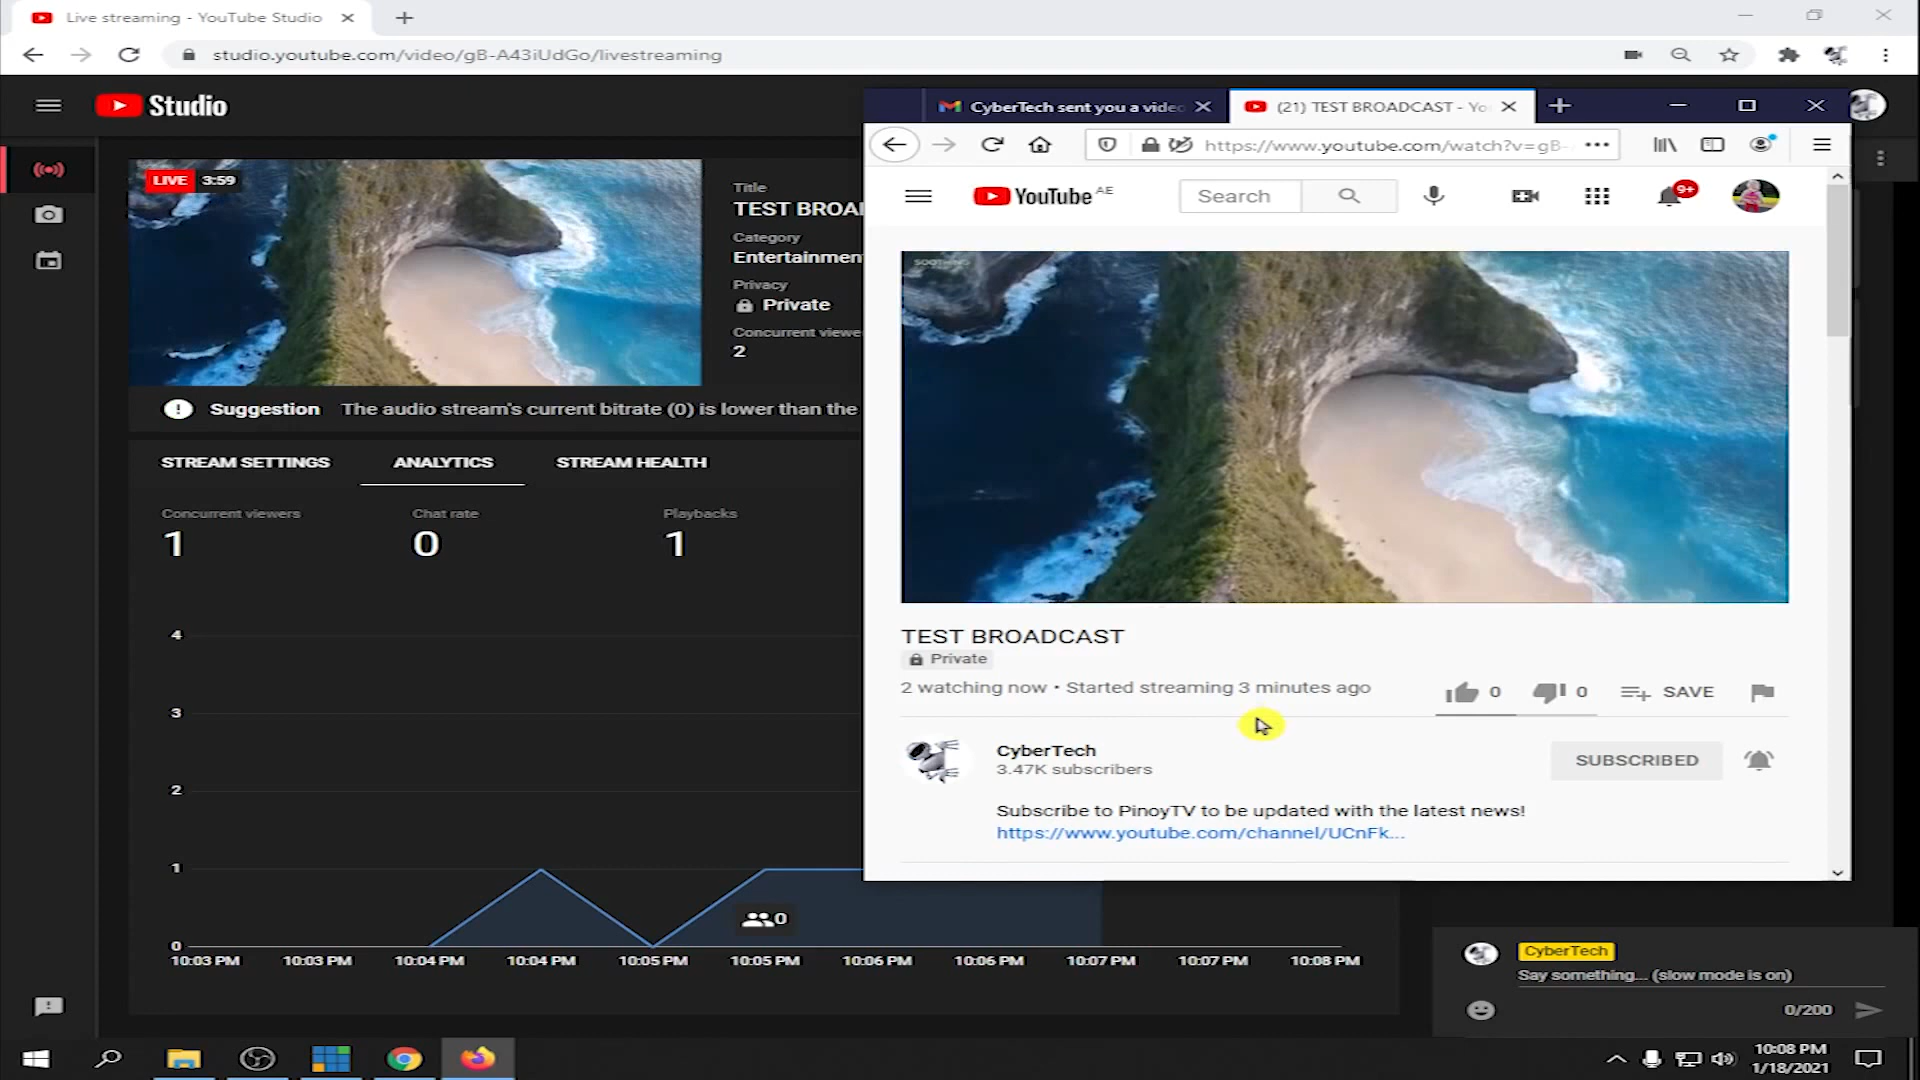 Live streaming - YouTube Studio
studio.youtube.com/video/gB-A43iUdGo/livestreaming
Studio
CyberTech sent you a video
(21) TEST BROADCAST - Yo
https://www.youtube.com/watch?v=gB-
YouTube AE
Search
9+
LIVE 3:59
Title
TEST BROA
Category
Entertainmen
Privacy
Private
Concurrent viewe
2
Suggestion The audio stream's current bitrate (0) is lower than the
STREAM SETTINGS ANALYTICS STREAM HEALTH
Concurrent viewers Chat rate Playbacks
1 0 1
4
3
2
1
0
0
10:03 PM 10:03 PM 10:04 PM 10:04 PM 10:05 PM 10:05 PM 10:06 PM 10:06 PM 10:07 PM 10:07 PM 10:08 PM
SOOTHING
TEST BROADCAST
Private
2 watching now • Started streaming 3 minutes ago
0 0 SAVE
CyberTech
3.47K subscribers
SUBSCRIBED
Subscribe to PinoyTV to be updated with the latest news!
https://www.youtube.com/channel/UCnFk...
CyberTech
Say something... (slow mode is on)
0/200
10:08 PM
1/18/2021